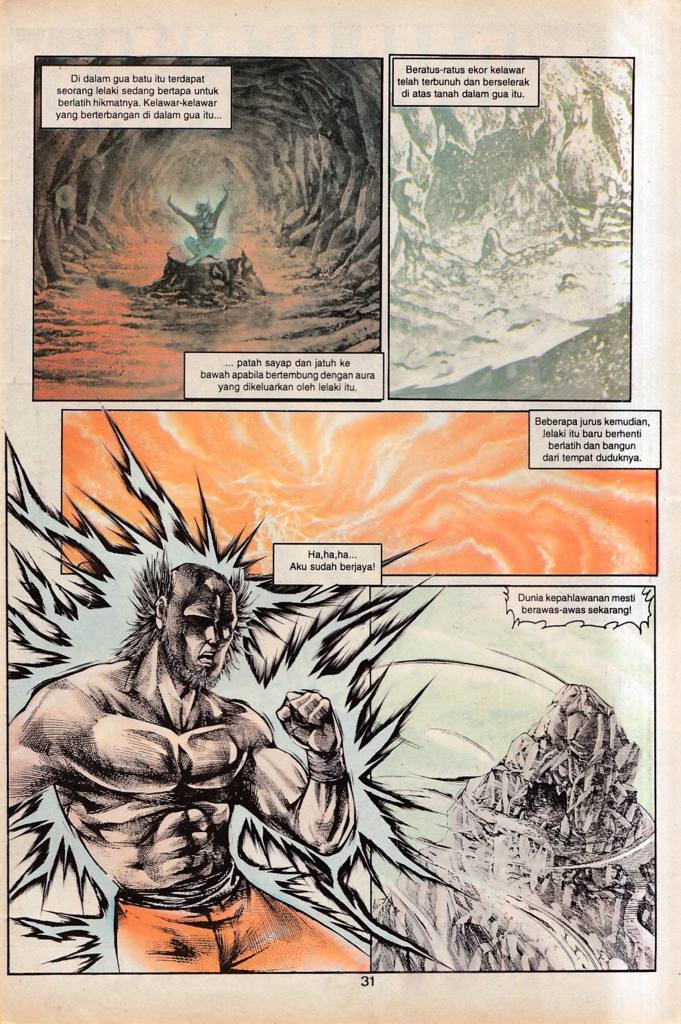 Di dalam gua batu itu terdapat
seorang lelaki sedang bertapa untuk
berlatih hikmatnya. Kelawar-kelawar
yang berterbangan di dalam gua itu...
... patah sayap dan jatuh ke
bawah apabila bertembung dengan aura
yang dikeluarkan oleh lelaki itu.
Beratus-ratus ekor kelawar
telah terbunuh dan berselerak
di atas tanah dalam gua itu.
Beberapa jurus kemudian,
lelaki itu baru berhenti
berlatih dan bangun
dari tempat duduknya.
Ha,ha,ha...
Aku sudah berjaya!
Dunia kepahlawanan mesti
berawas-awas sekarang!
31